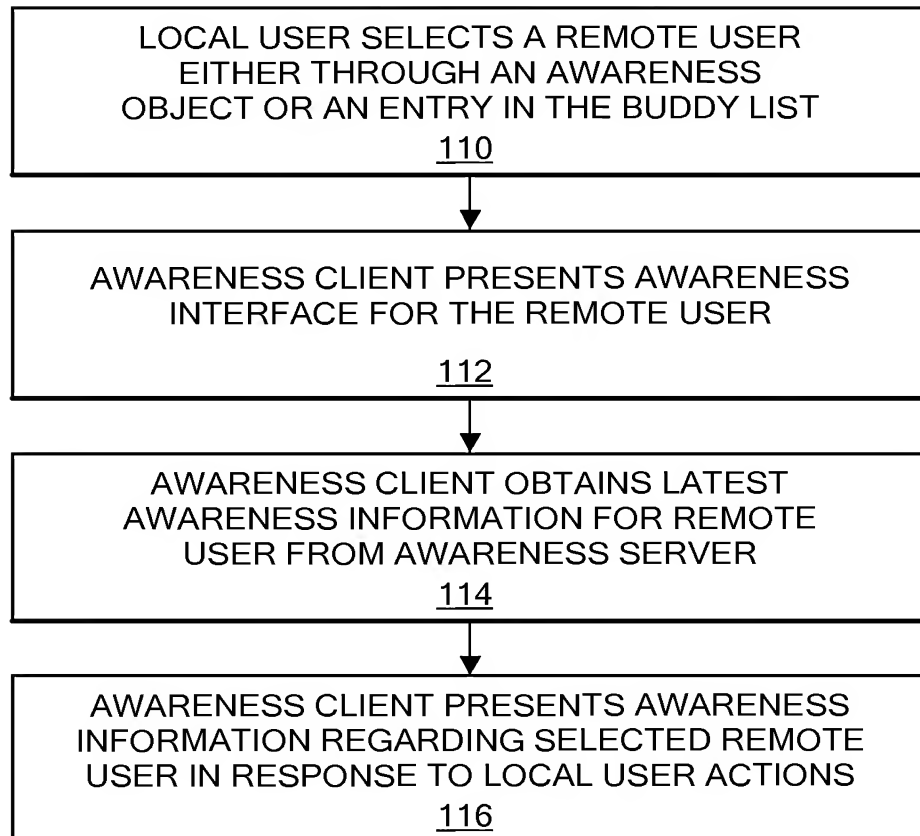 LOCAL USER SELECTS A REMOTE USER
EITHER THROUGH AN AWARENESS
OBJECT OR AN ENTRY IN THE BUDDY LIST
110
AWARENESS CLIENT PRESENTS AWARENESS
INTERFACE FOR THE REMOTE USER
112
AWARENESS CLIENT OBTAINS LATEST
AWARENESS INFORMATION FOR REMOTE
USER FROM AWARENESS SERVER
114
AWARENESS CLIENT PRESENTS AWARENESS
INFORMATION REGARDING SELECTED REMOTE
USER IN RESPONSE TO LOCAL USER ACTIONS
116